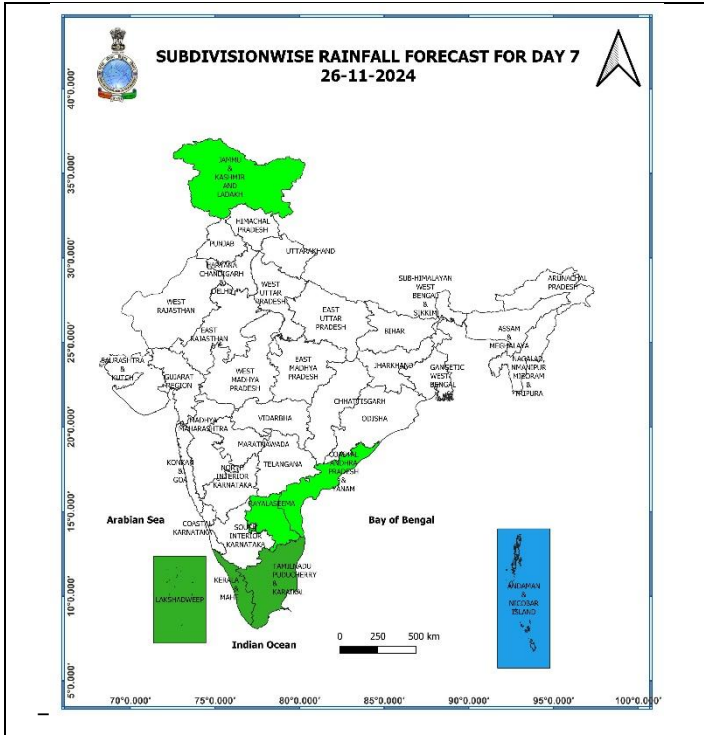 SUBDIVISIONWISE RAINFALL FORECAST FOR DAY 7
26-11-2024
40°0.000'
35°0.000'
30°0.000'
25°0.000'
20°0.000'
15°0.000'
10°0.000'
5°0.000'
JAMMU
&
KASHMIR
AND
LADAKH
HIMACHAL
PRADESH
PUNJAB
UTTARAKHAND
CHANDIGARH
&
DELHI
WEST
UTTAR
PRADESH
WEST
RAJASTHAN
EAST
RAJASTHAN
EAST
UTTAR
PRADESH
BIHAR
SUB-HIMALAYAN
WEST
BENGAL
&
SIKKIM
ARUNACHAL
PRADESH
ASSAM
&
MEGHALAYA
MIZORAM
&
TRIPURA
SAURASHTRA
&
KUTCH
GUJARAT
REGION
WEST
MADHYA
PRADESH
EAST
MADHYA
PRADESH
JHARKHAND
GANGETIC
WEST
BENGAL
CHHATTISGARH
ODISHA
VIDARBHA
MADHYA
MAHARASHTRA
MARATHWADA
KONKAN
&
GOA
NORTH
INTERIOR
KARNATAKA
TELANGANA
COASTAL
ANDHRA
PRADESH
&
YANAM
RAYALASEEMA
COASTAL
KARNATAKA
SOUTH
INTERIOR
KARNATAKA
Arabian Sea
Bay of Bengal
TAMILNADU
PUDUCHERRY
&
KARAIKAL
KERALA
&
MAHE
LAKSHADWEEP
ANDAMAN
&
NICOBAR
ISLAND
Indian Ocean
0 250 500 km
70°0.000' 75°0.000' 80°0.000' 85°0.000' 90°0.000' 95°0.000' 100°0.000'